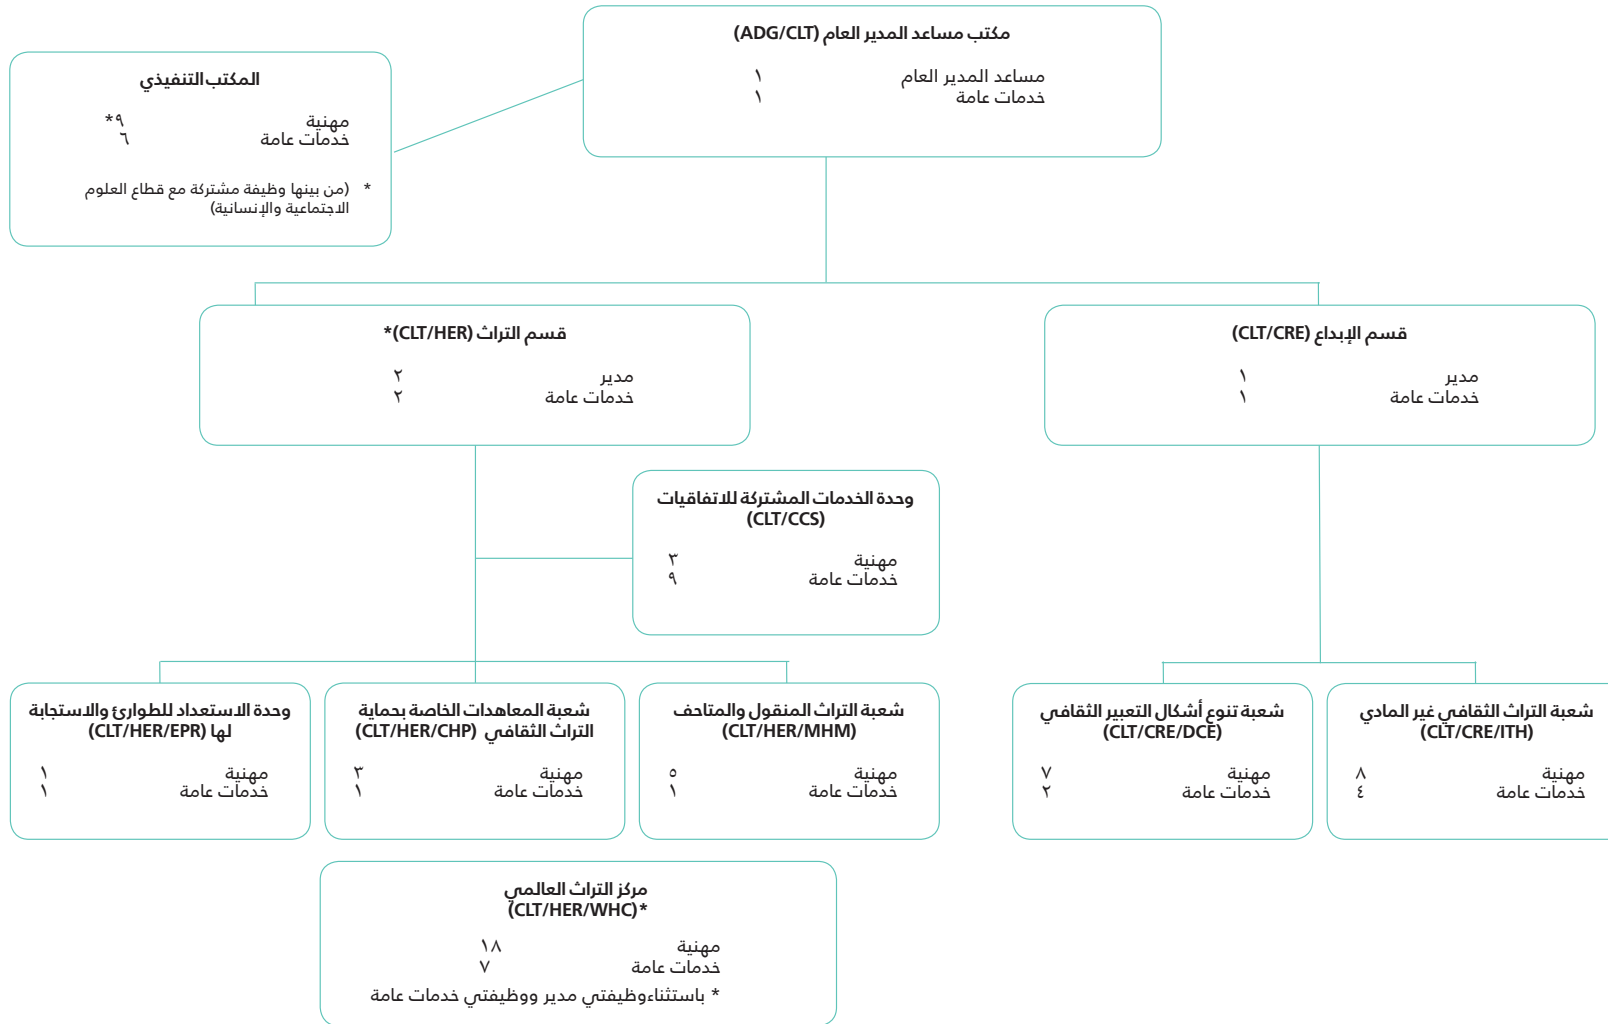 مكتب مساعد المدير العام (ADG/CLT)
مساعد المدير العام ١
خدمات عامة ١
المكتب التنفيذي
مهنية ٩*
خدمات عامة ٦
* (من بينها وظيفة مشتركة مع قطاع العلوم
الاجتماعية والإنسانية)
قسم الإبداع (CLT/CRE)
مدير ١
خدمات عامة ١
قسم التراث (CLT/HER)*
مدير ٢
خدمات عامة ٢
وحدة الخدمات المشتركة للاتفاقيات
(CLT/CCS)
مهنية ٣
خدمات عامة ٩
شعبة التراث الثقافي غير المادي
(CLT/CRE/ITH)
مهنية ٨
خدمات عامة ٤
شعبة تنوع أشكال التعبير الثقافي
(CLT/CRE/DCE)
مهنية ٧
خدمات عامة ٢
شعبة التراث المنقول والمتاحف
(CLT/HER/MHM)
مهنية ٥
خدمات عامة ١
شعبة المعاهدات الخاصة بحماية
التراث الثقافي (CLT/HER/CHP)
مهنية ٣
خدمات عامة ١
وحدة الاستعداد للطوارئ والاستجابة
لها (CLT/HER/EPR)
مهنية ١
خدمات عامة ١
مركز التراث العالمي
(CLT/HER/WHC)*
مهنية ١٨
خدمات عامة ٧
* باستثناءوظيفتي مدير ووظيفتي خدمات عامة